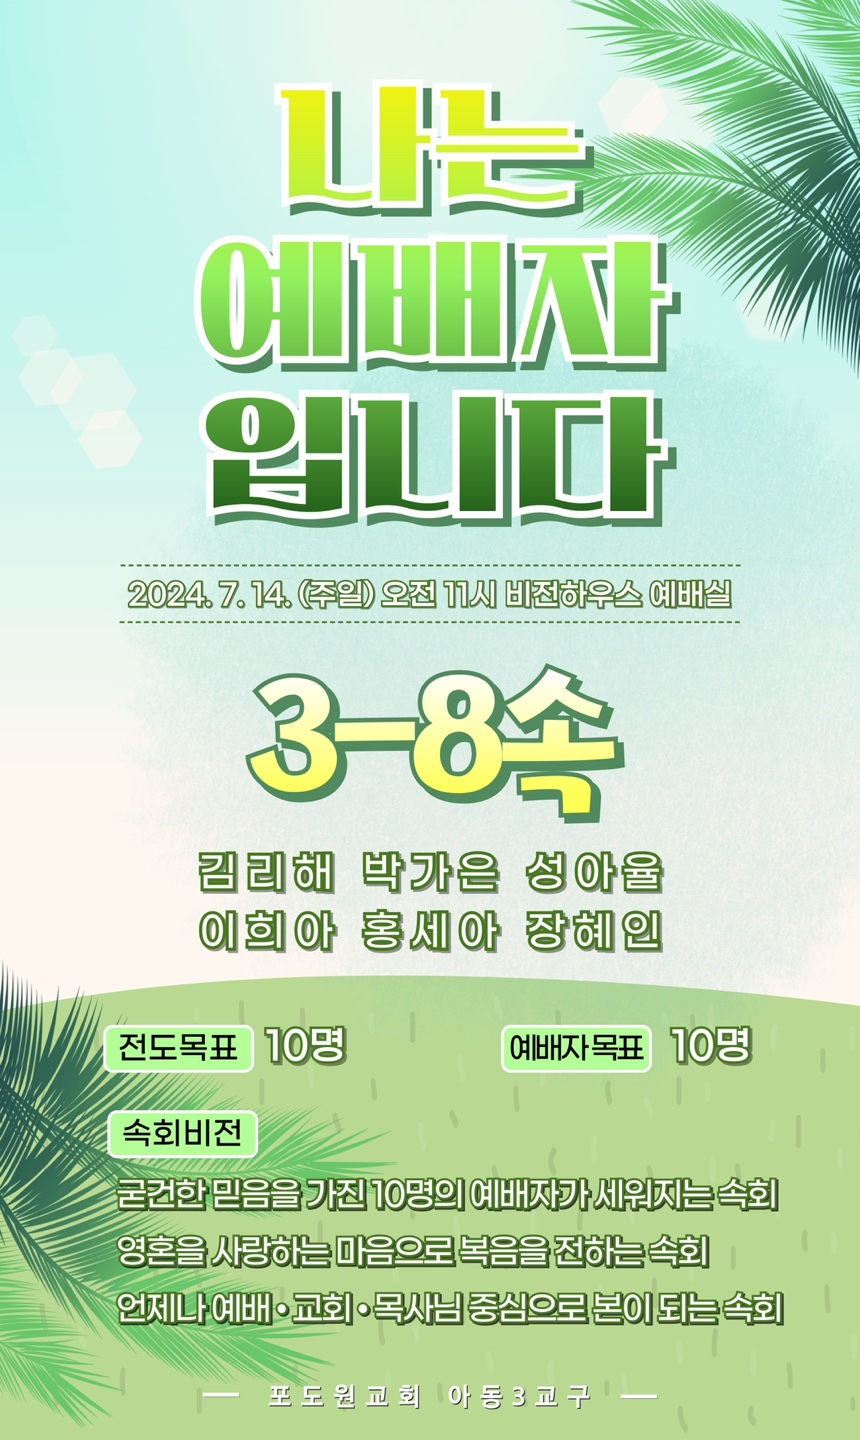 나는
예배자
입니다
2024. 7. 14. (주일) 오전 11시 비전하우스 예배실
3-8속
김리해 박가은 성아율
이희아 홍세아 장혜인
전도목표 10명 예배자 목표 10명
속회비전
굳건한 믿음을 가진 10명의 예배자가 세워지는 속회
영혼을 사랑하는 마음으로 복음을 전하는 속회
언제나 예배•교회•목사님 중심으로 본이 되는 속회
포도원교회 아동3교구